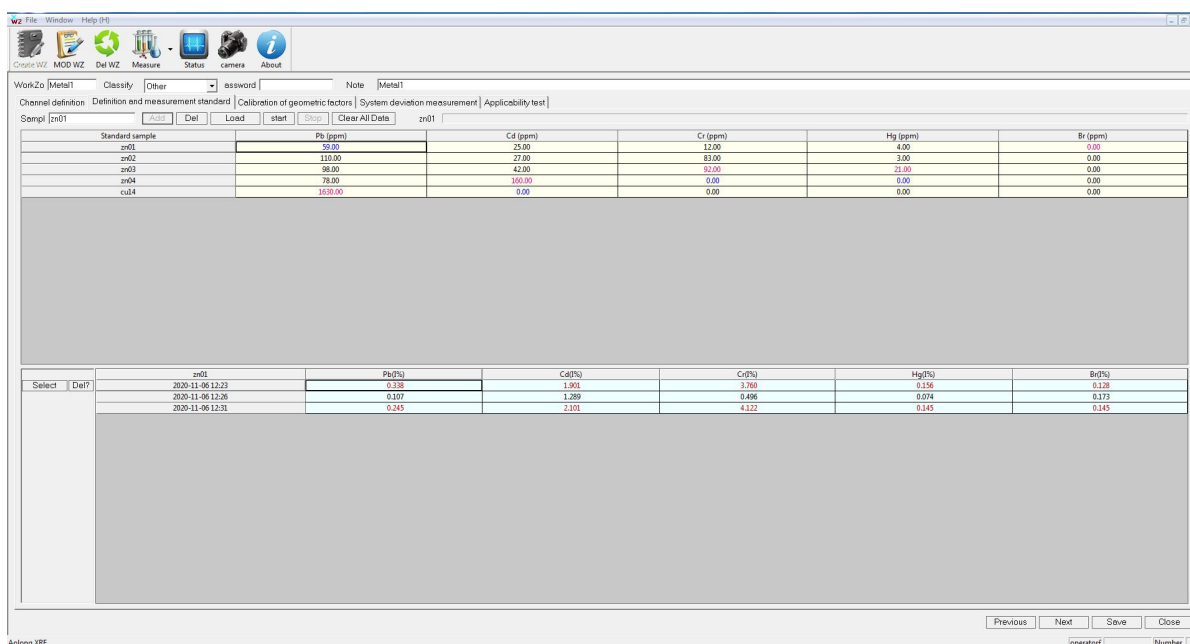 WZ File Window Help (H)
Create WZ MOD WZ Del WZ Measure Status camera About
WorkZo Metal1 Classify Other assword Note Metal1
Channel definition Definition and measurement standard Calibration of geometric factors System deviation measurement Applicability test
Sampl zn01 Add Del Load start Stop Clear All Data zn01
Standard sample Pb (ppm) Cd (ppm) Cr (ppm) Hg (ppm) Br (ppm)
zn01 59.00 25.00 12.00 4.00 0.00
zn02 110.00 27.00 83.00 3.00 0.00
zn03 98.00 42.00 92.00 21.00 0.00
zn04 78.00 160.00 0.00 0.00 0.00
cu14 1630.00 0.00 0.00 0.00 0.00
zn01 Pb(I%) Cd(I%) Cr(I%) Hg(I%) Br(I%)
Select Del? 2020-11-06 12:23 0.338 1.901 3.760 0.156 0.128
2020-11-06 12:26 0.107 1.289 0.496 0.074 0.173
2020-11-06 12:31 0.245 2.101 4.122 0.145 0.145
Previous Next Save Close